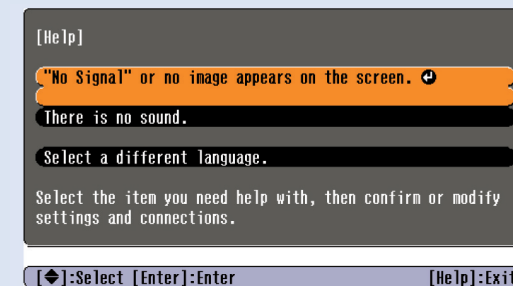 [Help]
"No Signal" or no image appears on the screen.
There is no sound.
Select a different language.
Select the item you need help with, then confirm or modify
settings and connections.
[◆]:Select [Enter]:Enter [Help]:Exit